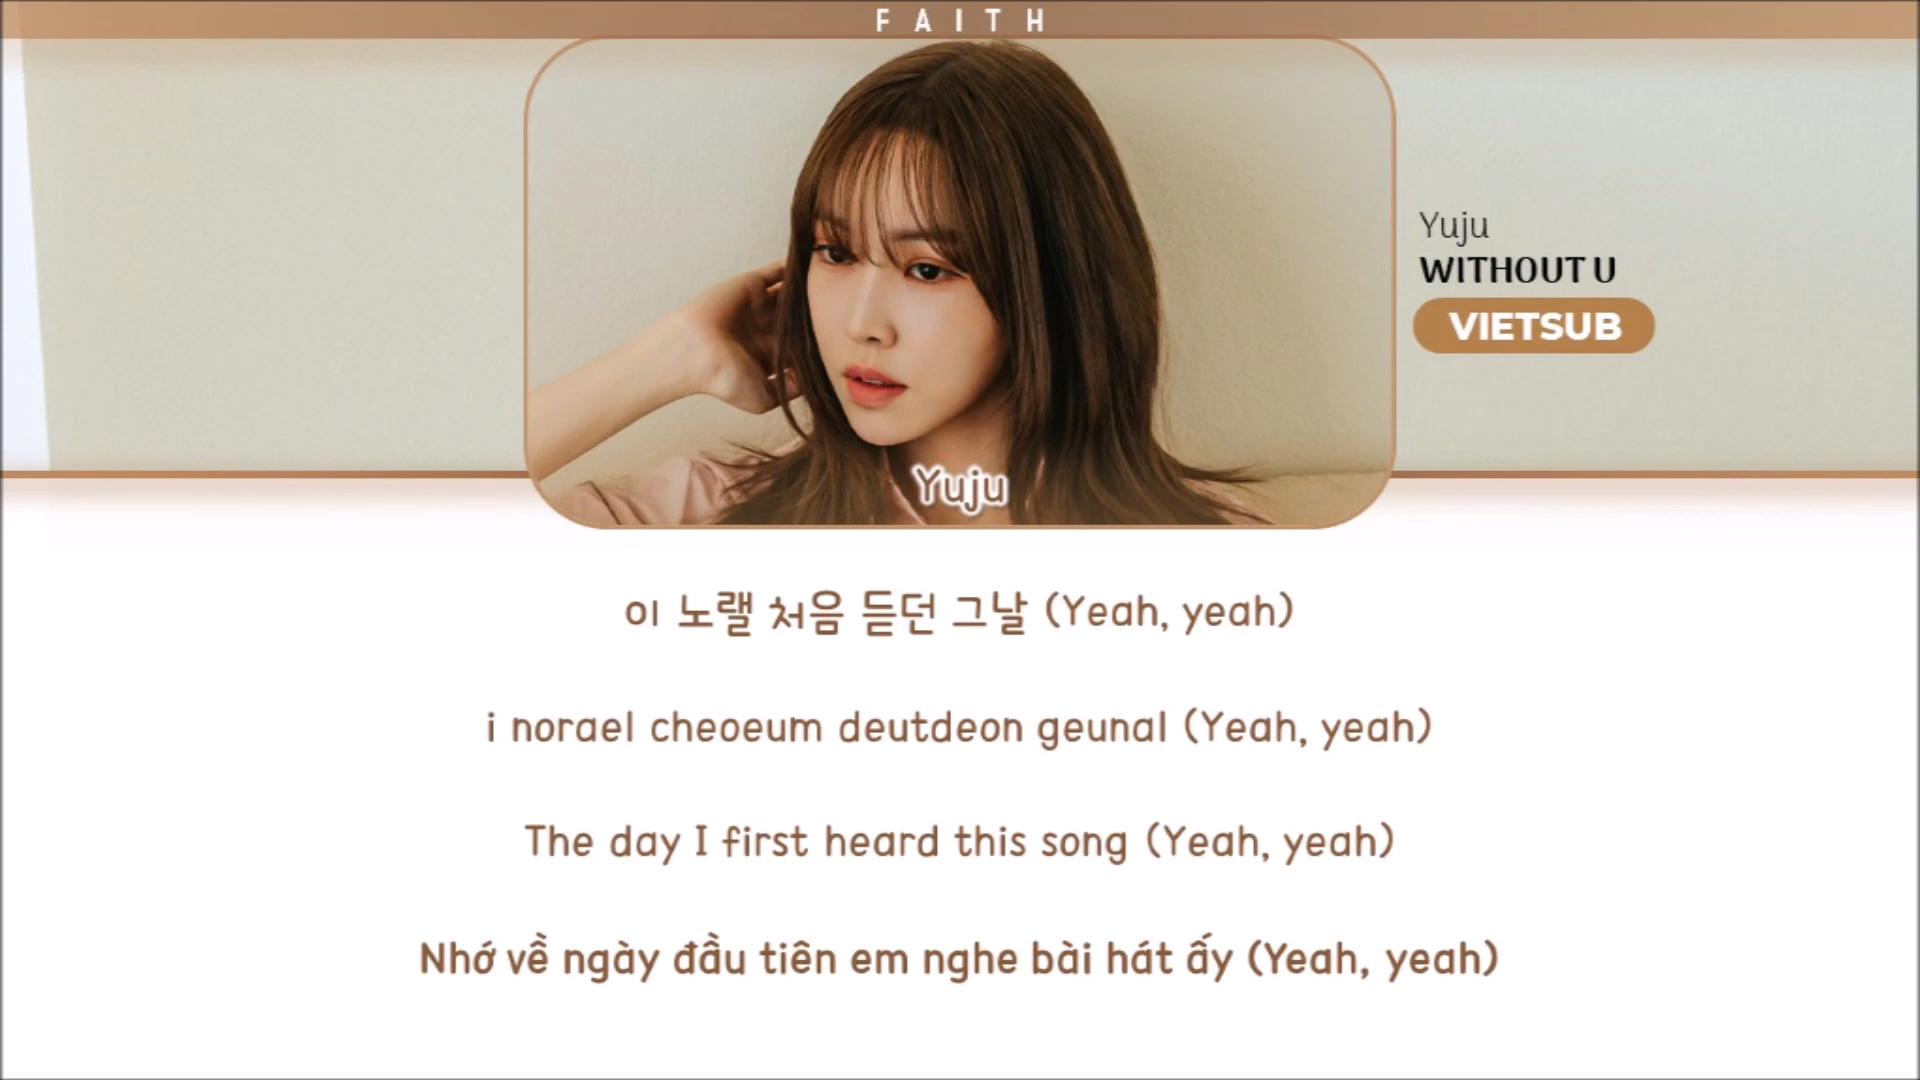 FAITH
Yuju
WITHOUT U
VIETSUB
Yuju
이 노랠 처음 듣던 그날 (Yeah, yeah)
i norael cheoeum deutdeon geunal (Yeah, yeah)
The day I first heard this song (Yeah, yeah)
Nhớ về ngày đầu tiên em nghe bài hát ấy (Yeah, yeah)